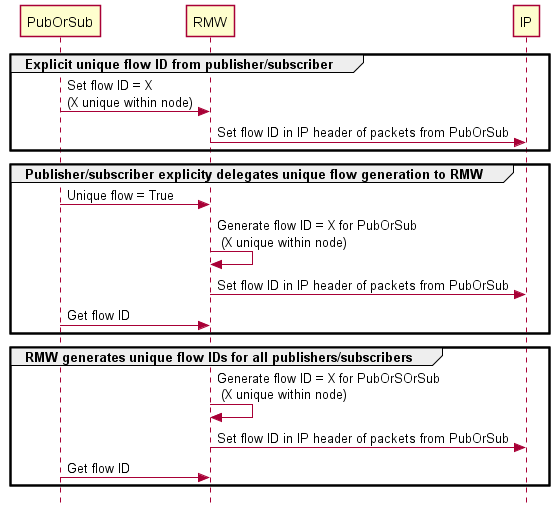 PubOrSub
RMW
IP
Explicit unique flow ID from publisher/subscriber
Set flow ID = X
(X unique within node)
Set flow ID in IP header of packets from PubOrSub
Publisher/subscriber explicity delegates unique flow generation to RMW
Unique flow = True
Generate flow ID = X for PubOrSub
(X unique within node)
Set flow ID in IP header of packets from PubOrSub
Get flow ID
RMW generates unique flow IDs for all publishers/subscribers
Generate flow ID = X for PubOrSOrSub
(X unique within node)
Set flow ID in IP header of packets from PubOrSub
Get flow ID